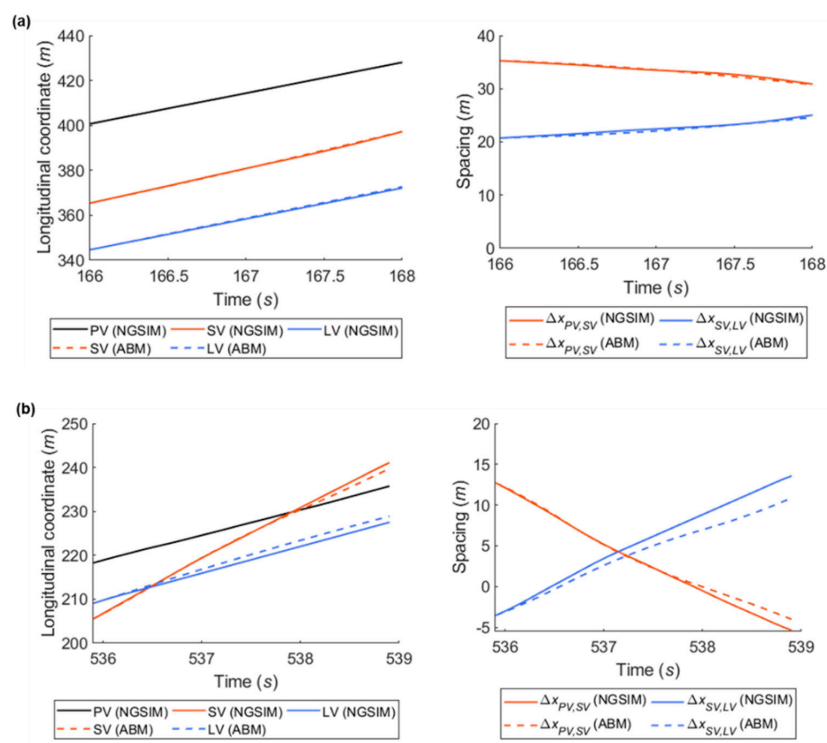 (a)
440
420
400
380
360
340
Longitudinal coordinate (m)
166 166.5 167 167.5 168
Time (s)
PV (NGSIM) SV (NGSIM) LV (NGSIM)
SV (ABM) LV (ABM)
40
30
20
10
0
Spacing (m)
166 166.5 167 167.5 168
Time (s)
Δx_PV,SV (NGSIM) Δx_SV,LV (NGSIM)
Δx_PV,SV (ABM) Δx_SV,LV (ABM)
(b)
250
240
230
220
210
200
Longitudinal coordinate (m)
536 537 538 539
Time (s)
PV (NGSIM) SV (NGSIM) LV (NGSIM)
SV (ABM) LV (ABM)
20
15
10
5
0
-5
Spacing (m)
536 537 538 539
Time (s)
Δx_PV,SV (NGSIM) Δx_SV,LV (NGSIM)
Δx_PV,SV (ABM) Δx_SV,LV (ABM)